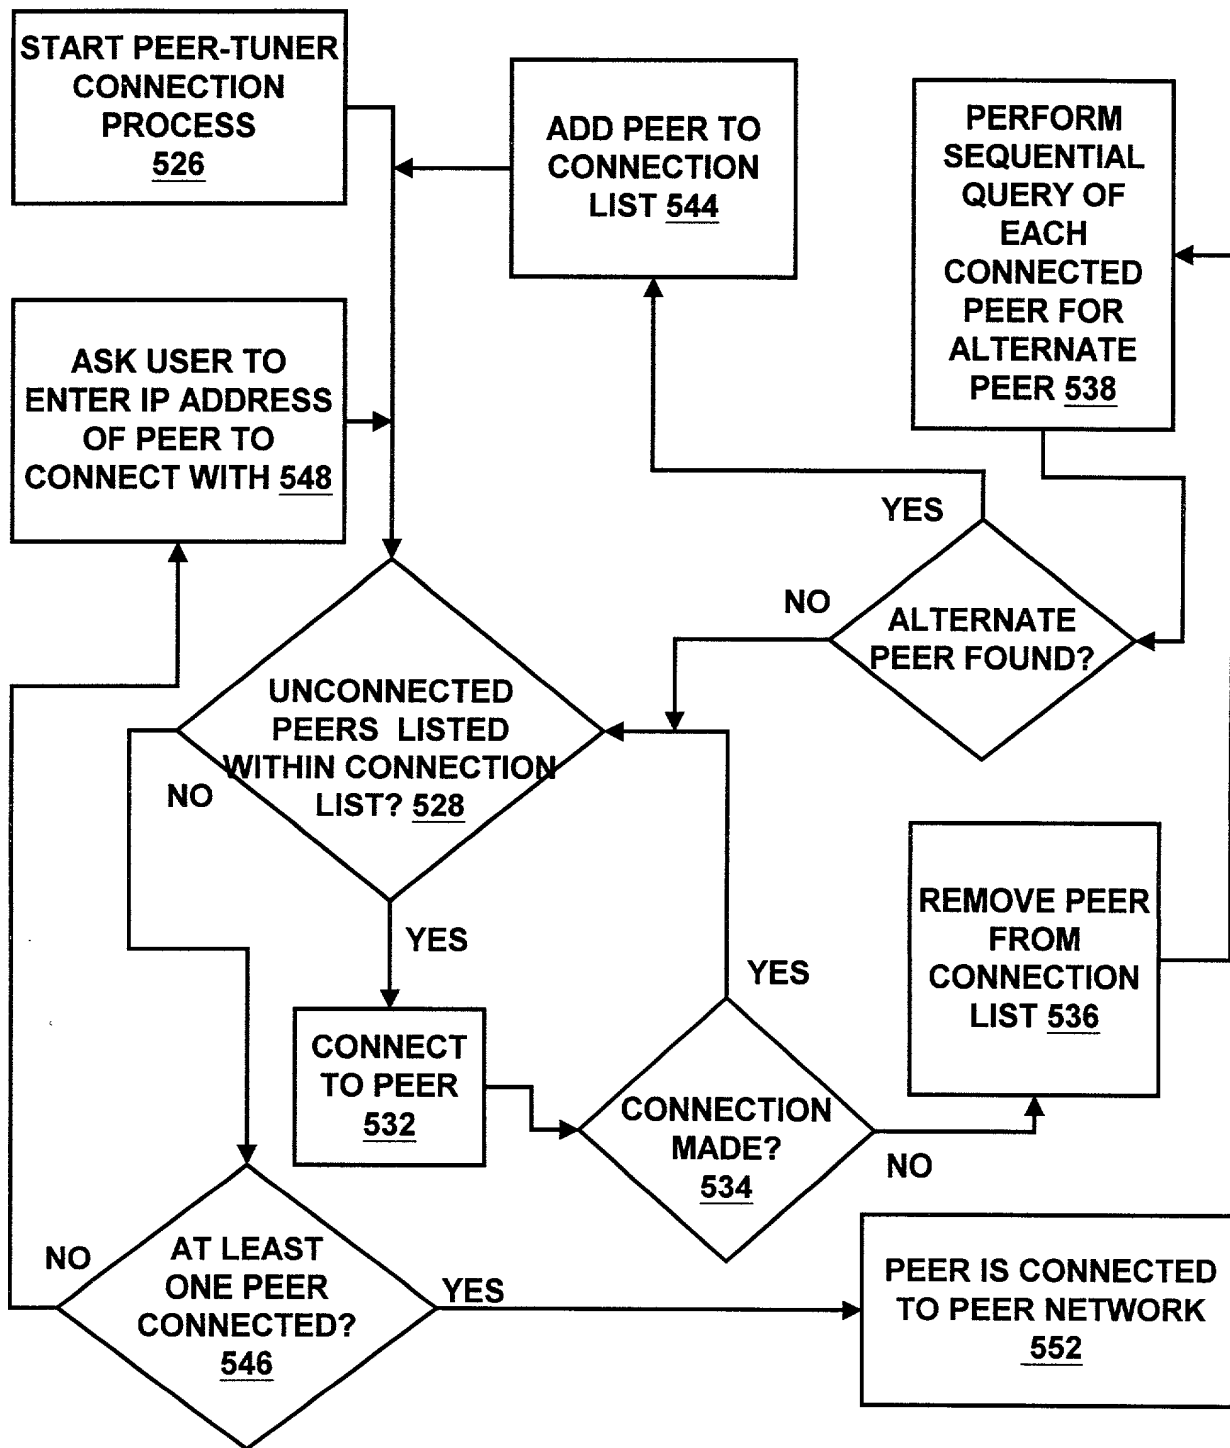 START PEER-TUNER
CONNECTION
PROCESS
526
ADD PEER TO
CONNECTION
LIST 544
PERFORM
SEQUENTIAL
QUERY OF
EACH
CONNECTED
PEER FOR
ALTERNATE
PEER 538
ASK USER TO
ENTER IP ADDRESS
OF PEER TO
CONNECT WITH 548
YES
NO
ALTERNATE
PEER FOUND?
UNCONNECTED
PEERS LISTED
WITHIN CONNECTION
LIST? 528
NO
YES
REMOVE PEER
FROM
CONNECTION
LIST 536
YES
CONNECT
TO PEER
532
CONNECTION
MADE?
534
NO
NO
AT LEAST
ONE PEER
CONNECTED?
546
YES
PEER IS CONNECTED
TO PEER NETWORK
552